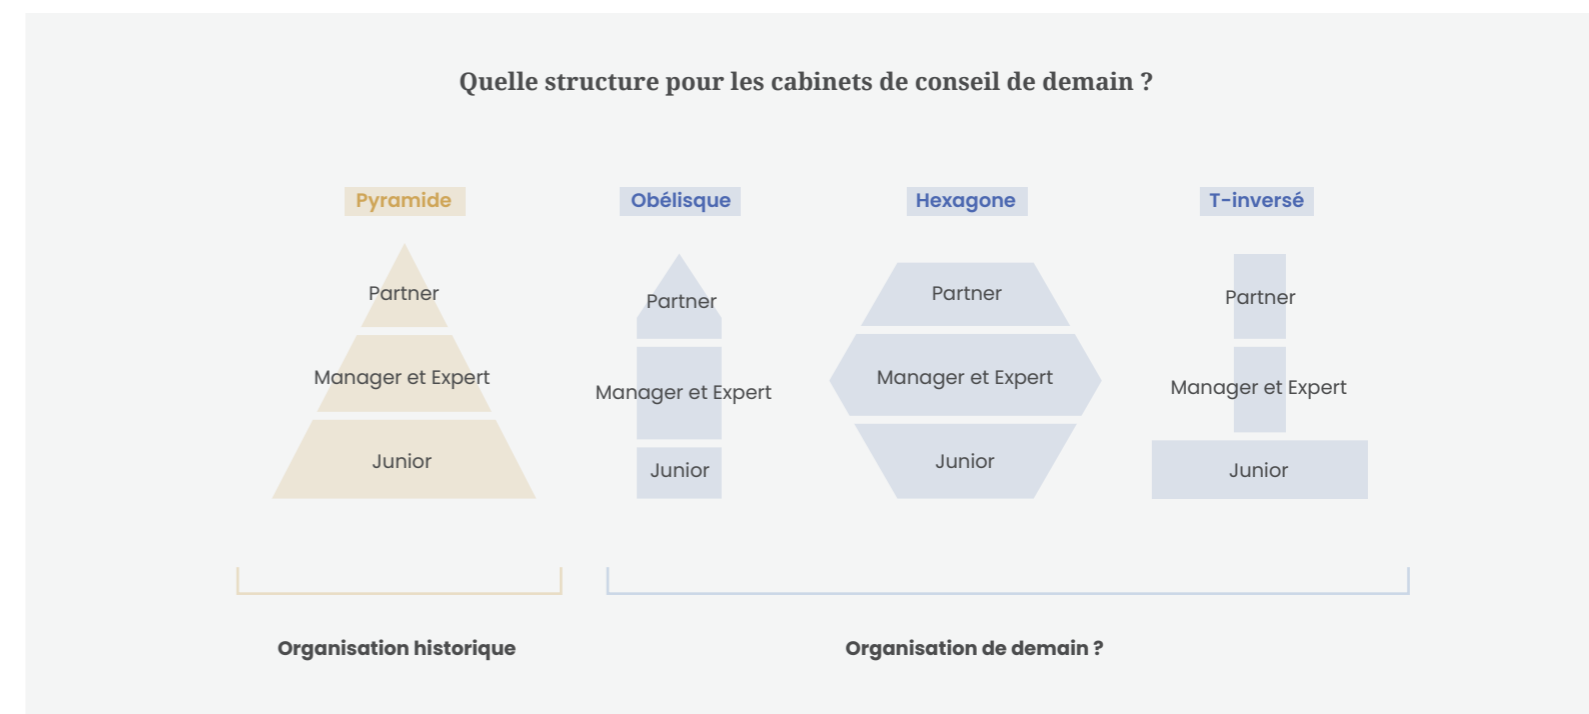 Quelle structure pour les cabinets de conseil de demain ?
Pyramide
Partner
Manager et Expert
Junior
Obélisque
Partner
Manager et Expert
Junior
Hexagone
Partner
Manager et Expert
Junior
T-inversé
Partner
Manager et Expert
Junior
Organisation historique
Organisation de demain ?